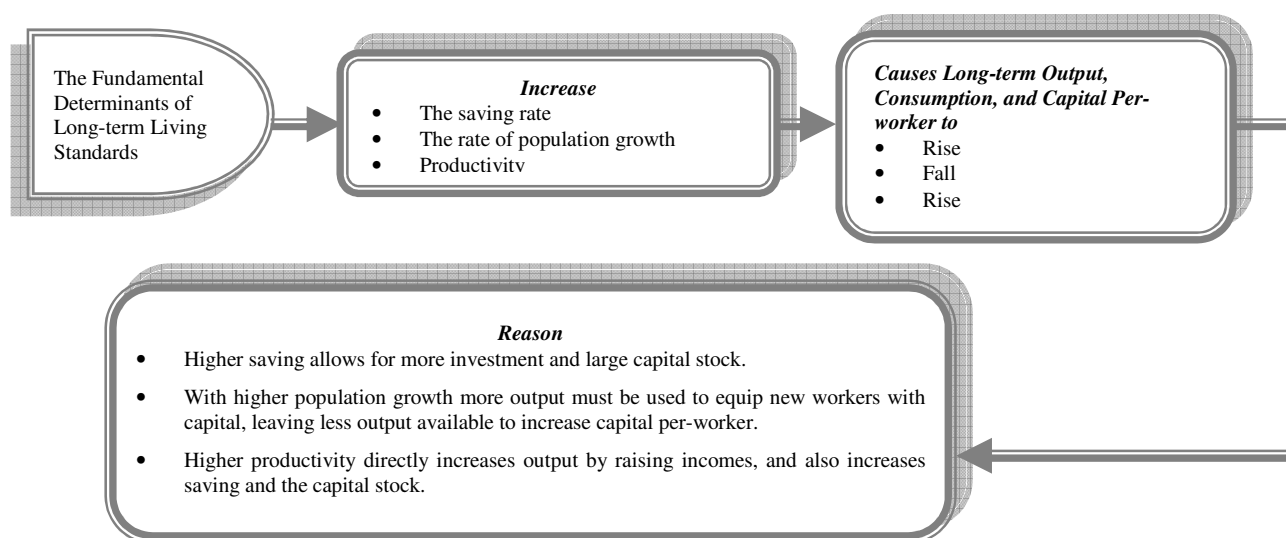 The Fundamental
Determinants of
Long-term Living
Standards
Increase
• The saving rate
• The rate of population growth
• Productivity
Causes Long-term Output,
Consumption, and Capital Per-
worker to
• Rise
• Fall
• Rise
Reason
• Higher saving allows for more investment and large capital stock.
• With higher population growth more output must be used to equip new workers with
capital, leaving less output available to increase capital per-worker.
• Higher productivity directly increases output by raising incomes, and also increases
saving and the capital stock.